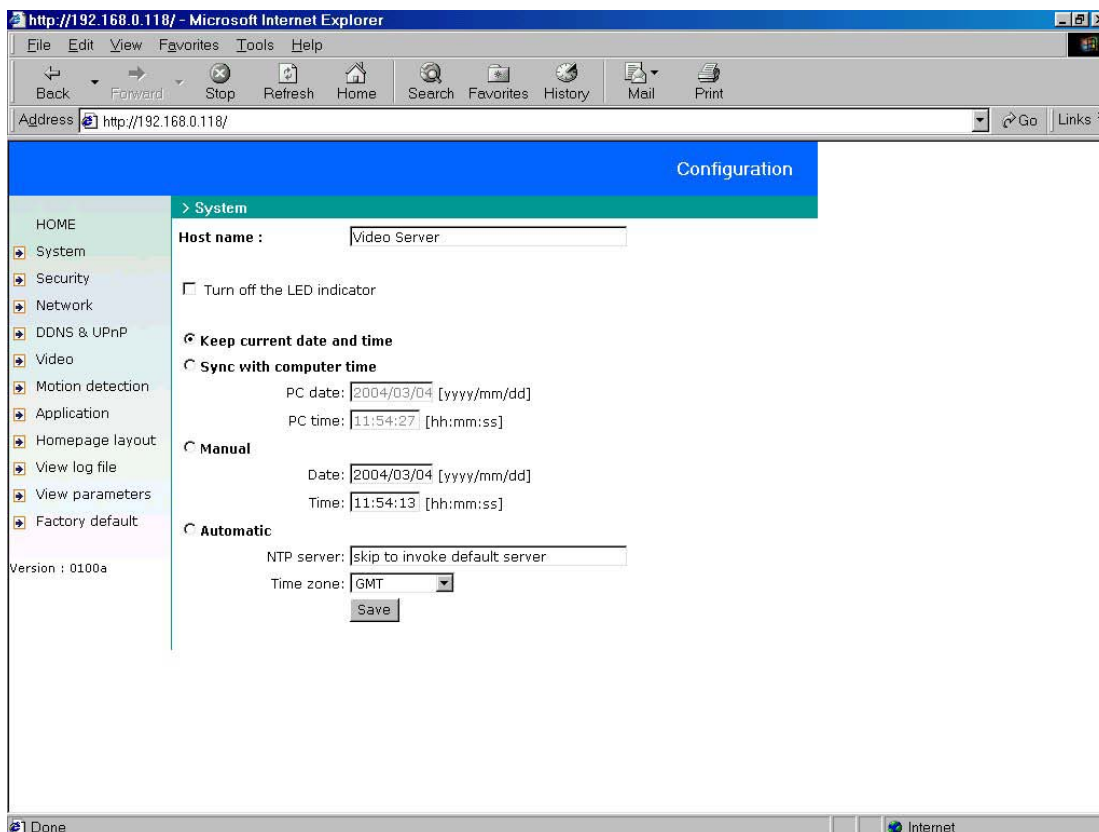 http://192.168.0.118/ - Microsoft Internet Explorer
File Edit View Favorites Tools Help
Back Forward Stop Refresh Home Search Favorites History Mail Print
Address http://192.168.0.118/ Go Links
Configuration
> System
HOME
System
Security
Network
DDNS & UPnP
Video
Motion detection
Application
Homepage layout
View log file
View parameters
Factory default
Version : 0100a
Host name : Video Server
Turn off the LED indicator
Keep current date and time
Sync with computer time
PC date: 2004/03/04 [yyyy/mm/dd]
PC time: 11:54:27 [hh:mm:ss]
Manual
Date: 2004/03/04 [yyyy/mm/dd]
Time: 11:54:13 [hh:mm:ss]
Automatic
NTP server: skip to invoke default server
Time zone: GMT
Save
Done Internet